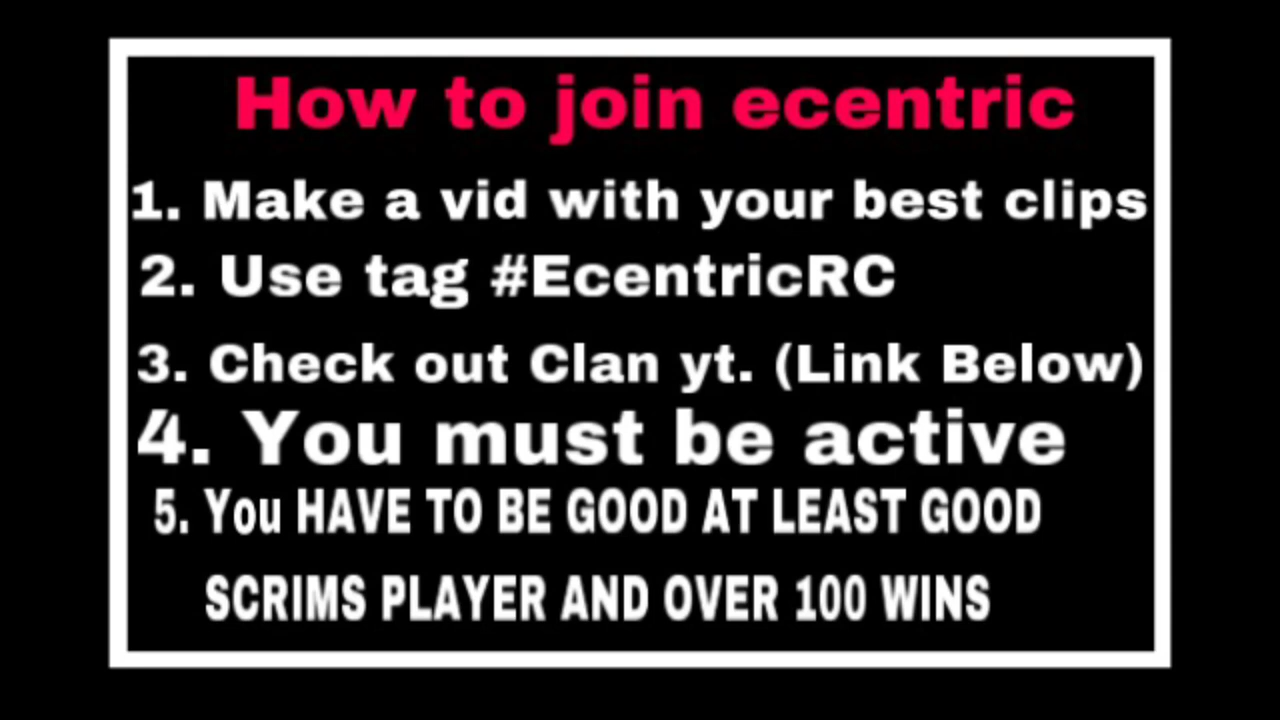 How to join ecentric
1. Make a vid with your best clips
2. Use tag #EcentricRC
3. Check out Clan yt. (Link Below)
4. You must be active
5. You HAVE TO BE GOOD AT LEAST GOOD
SCRIMS PLAYER AND OVER 100 WINS